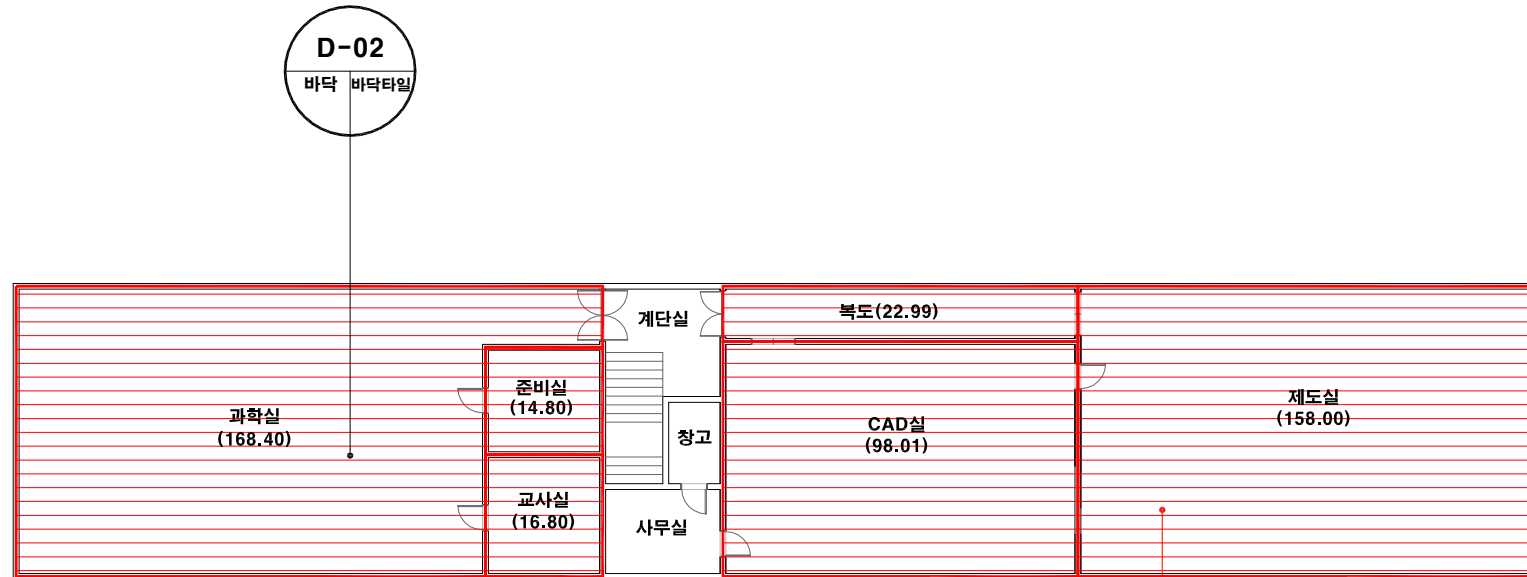 D-02
바닥 바닥타일
계단실
복도(22.99)
준비실
(14.80)
과학실
(168.40)
창고
CAD실
(98.01)
제도실
(158.00)
교사실
(16.80)
사무실